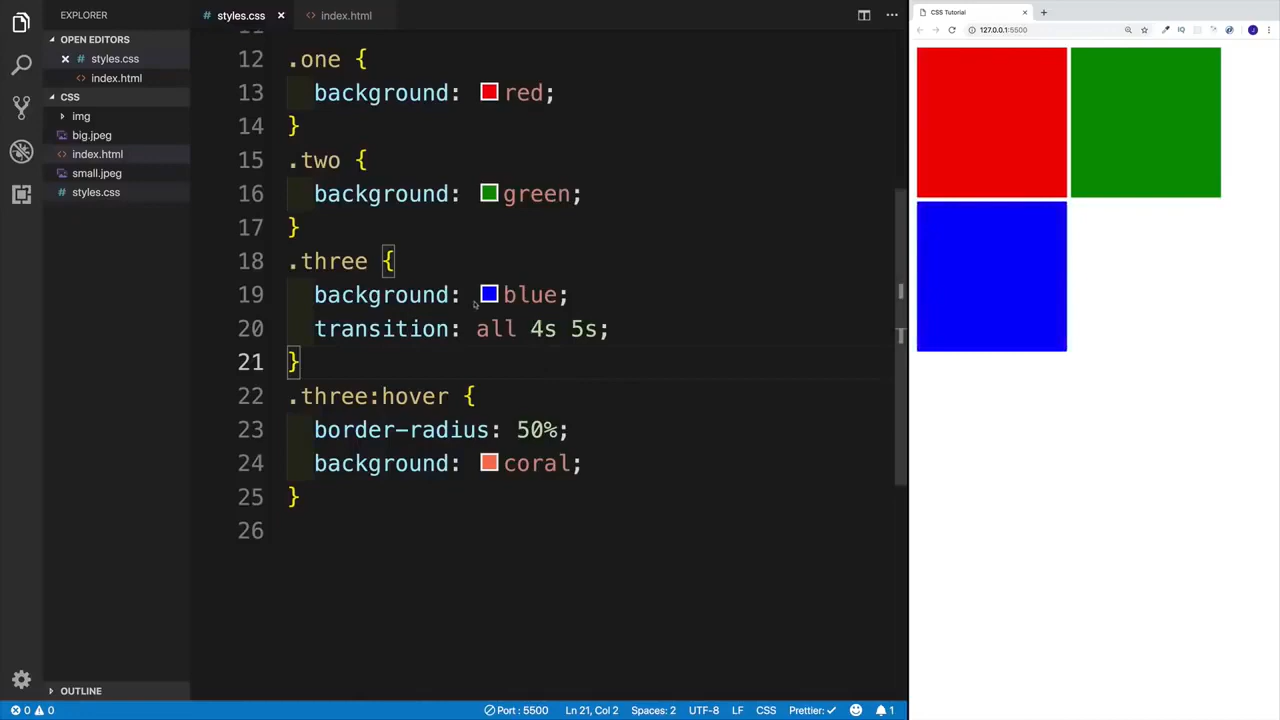 EXPLORER
OPEN EDITORS
# styles.css
<> index.html
CSS
img
big.jpeg
<> index.html
small.jpeg
# styles.css
OUTLINE
# styles.css ×
<> index.html
11
12 .one {
13 background: red;
14 }
15 .two {
16 background: green;
17 }
18 .three {
19 background: blue;
20 transition: all 4s 5s;
21 }
22 .three:hover {
23 border-radius: 50%;
24 background: coral;
25 }
26
0 0
Port : 5500 Ln 21, Col 2 Spaces: 2 UTF-8 LF CSS Prettier: ✓ 1
CSS Tutorial
127.0.0.1:5500
IQ
J